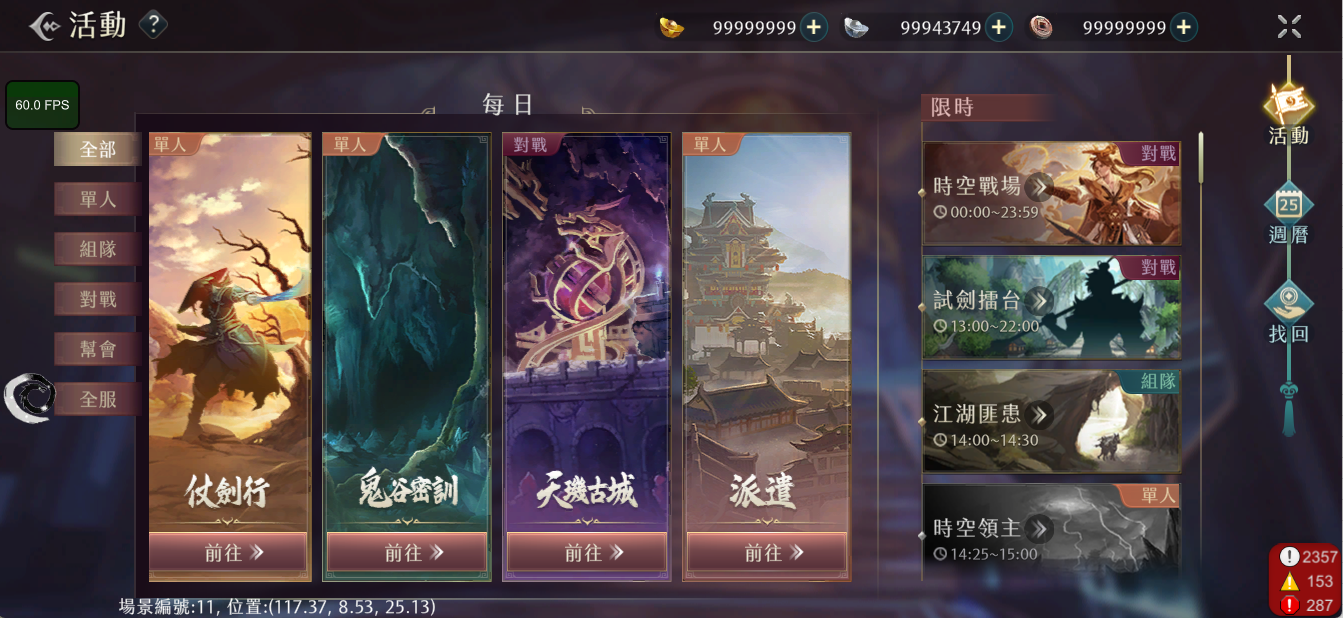 活動 ?
99999999 + 99943749 + 99999999 +
60.0 FPS
每日
全部
單人
組隊
對戰
幫會
全服
單人
仗劍行
前往
單人
鬼谷密訓
前往
對戰
天璣古城
前往
單人
派遣
前往
限時
對戰
時空戰場
00:00~23:59
對戰
試劍擂台
13:00~22:00
組隊
江湖匪患
14:00~14:30
單人
時空領主
14:25~15:00
活動
25
週曆
找回
場景編號:11, 位置:(117.37, 8.53, 25.13)
2357
153
287